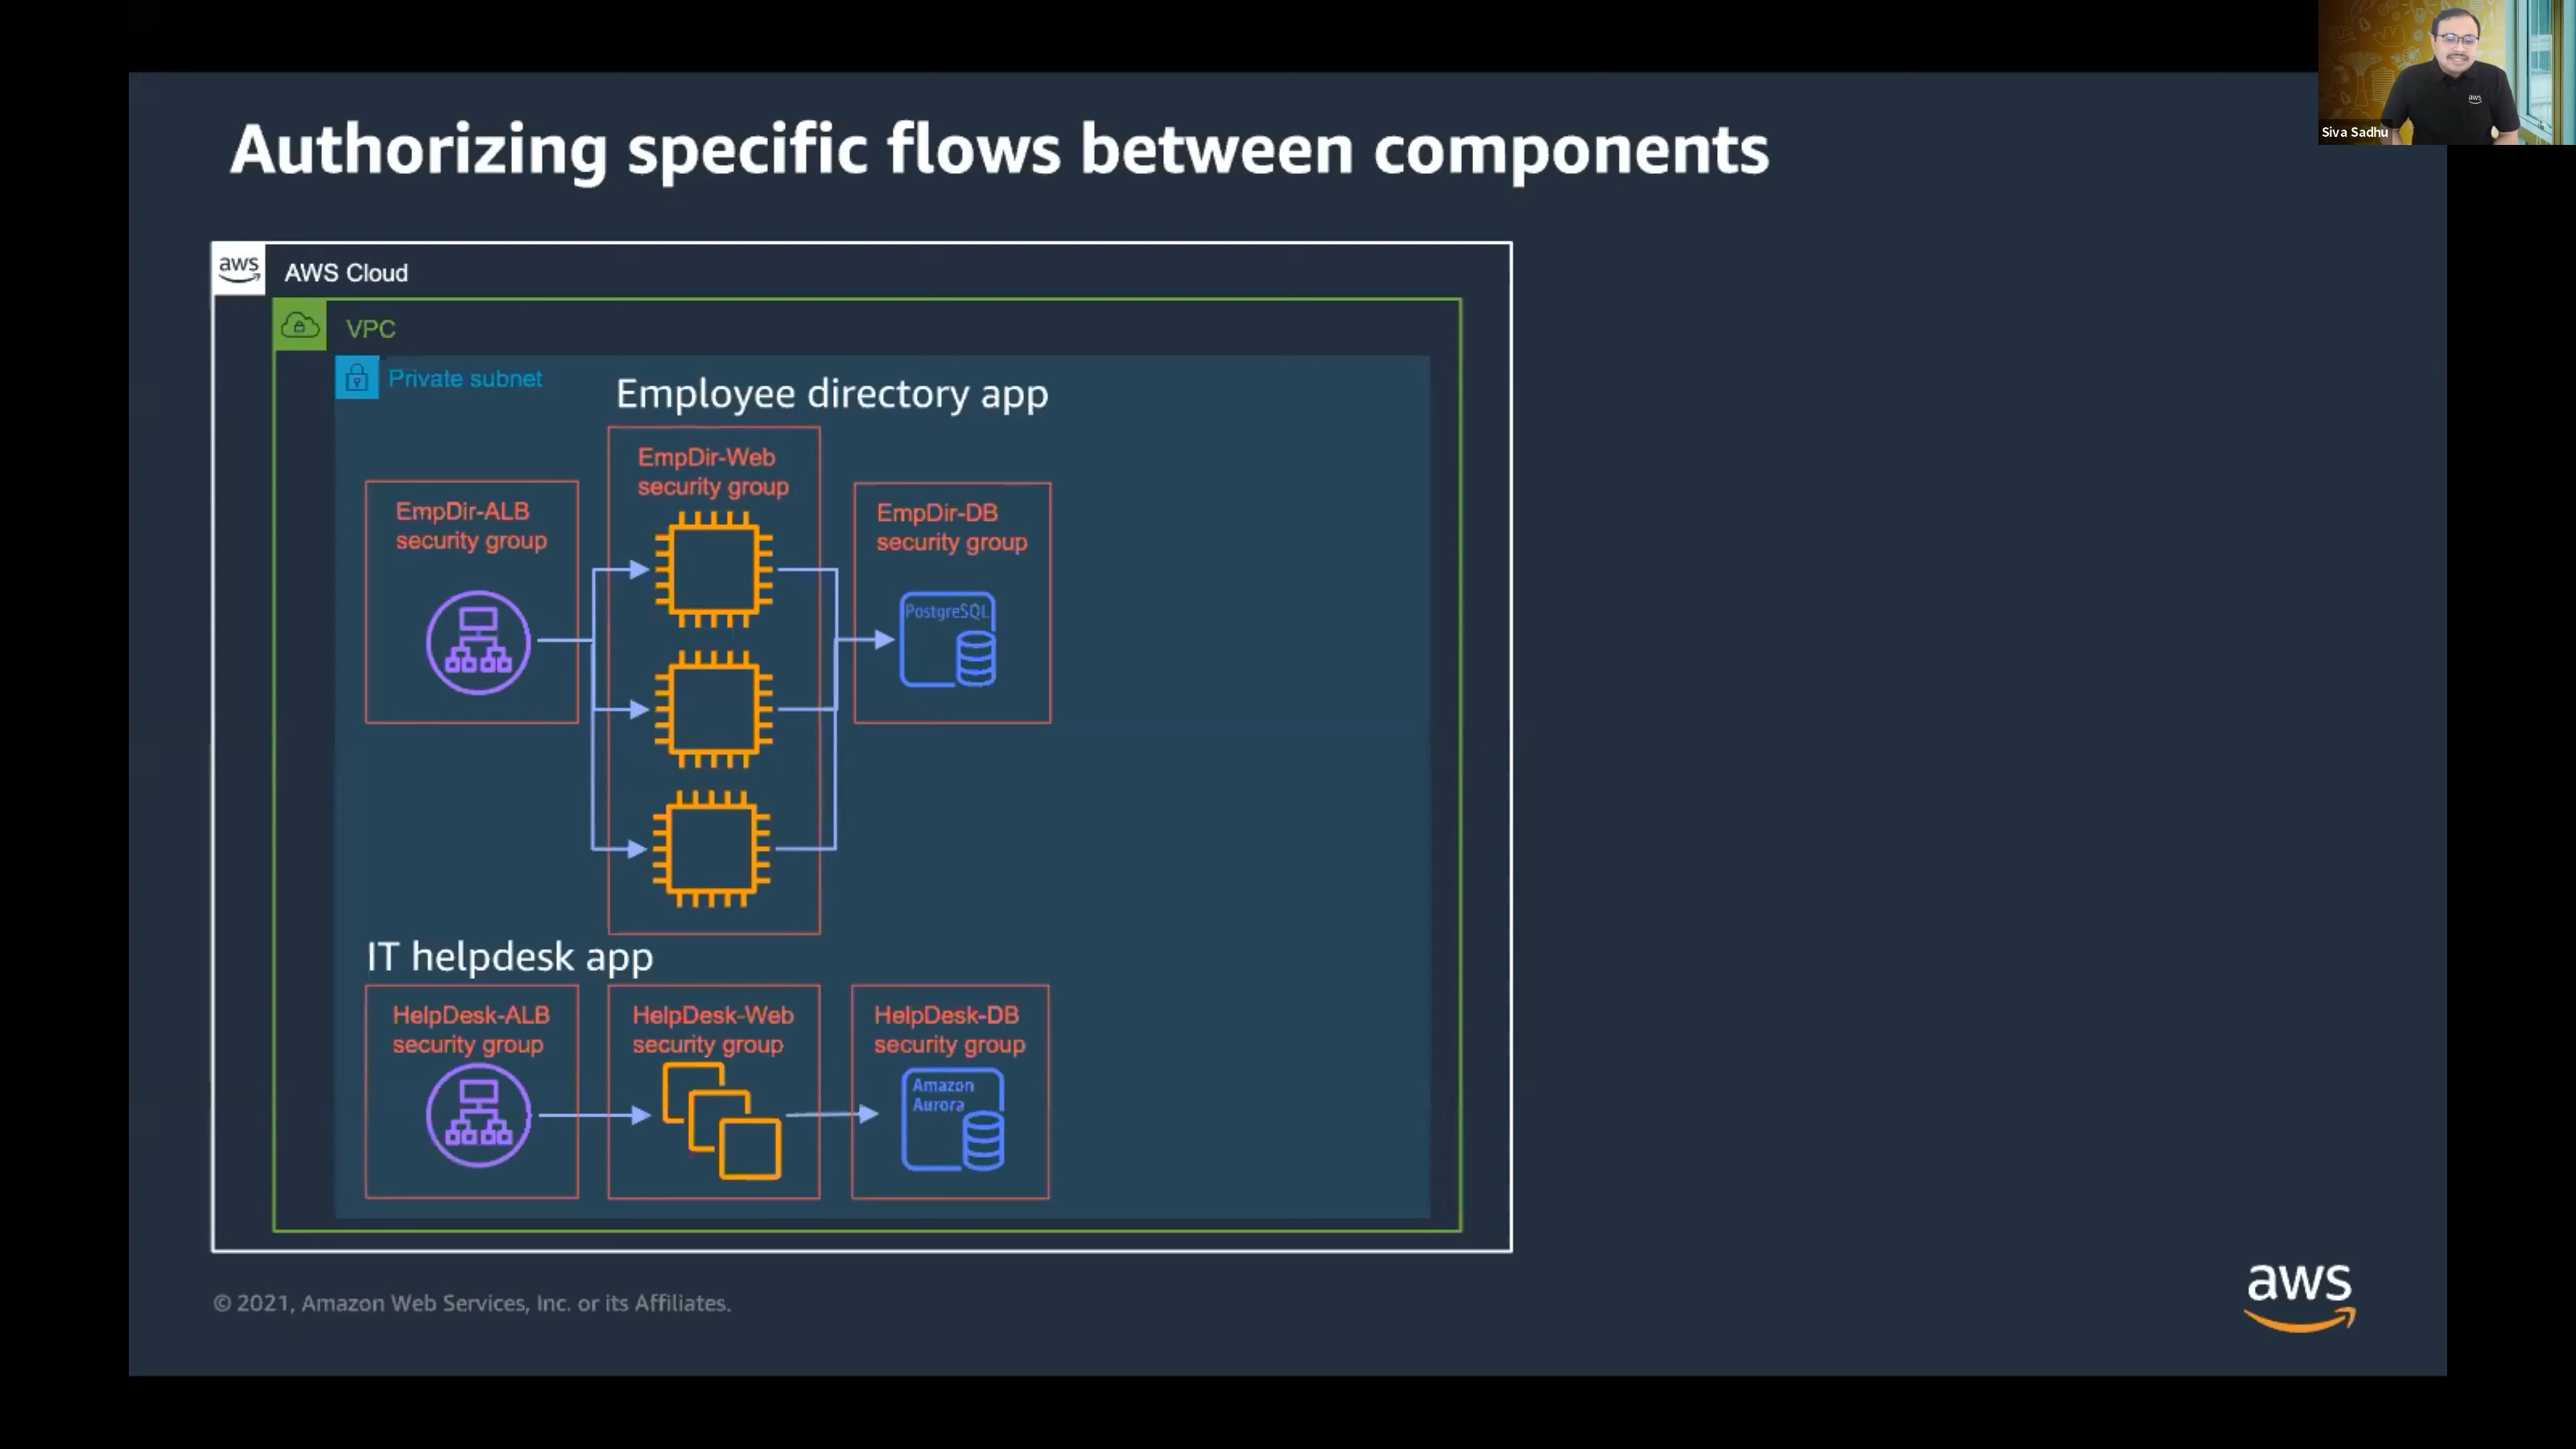 Siva Sadhu
aws
Authorizing specific flows between components
aws
AWS Cloud
VPC
Private subnet
Employee directory app
EmpDir-ALB
security group
EmpDir-Web
security group
EmpDir-DB
security group
PostgreSQL
IT helpdesk app
HelpDesk-ALB
security group
HelpDesk-Web
security group
HelpDesk-DB
security group
Amazon
Aurora
© 2021, Amazon Web Services, Inc. or its Affiliates.
aws